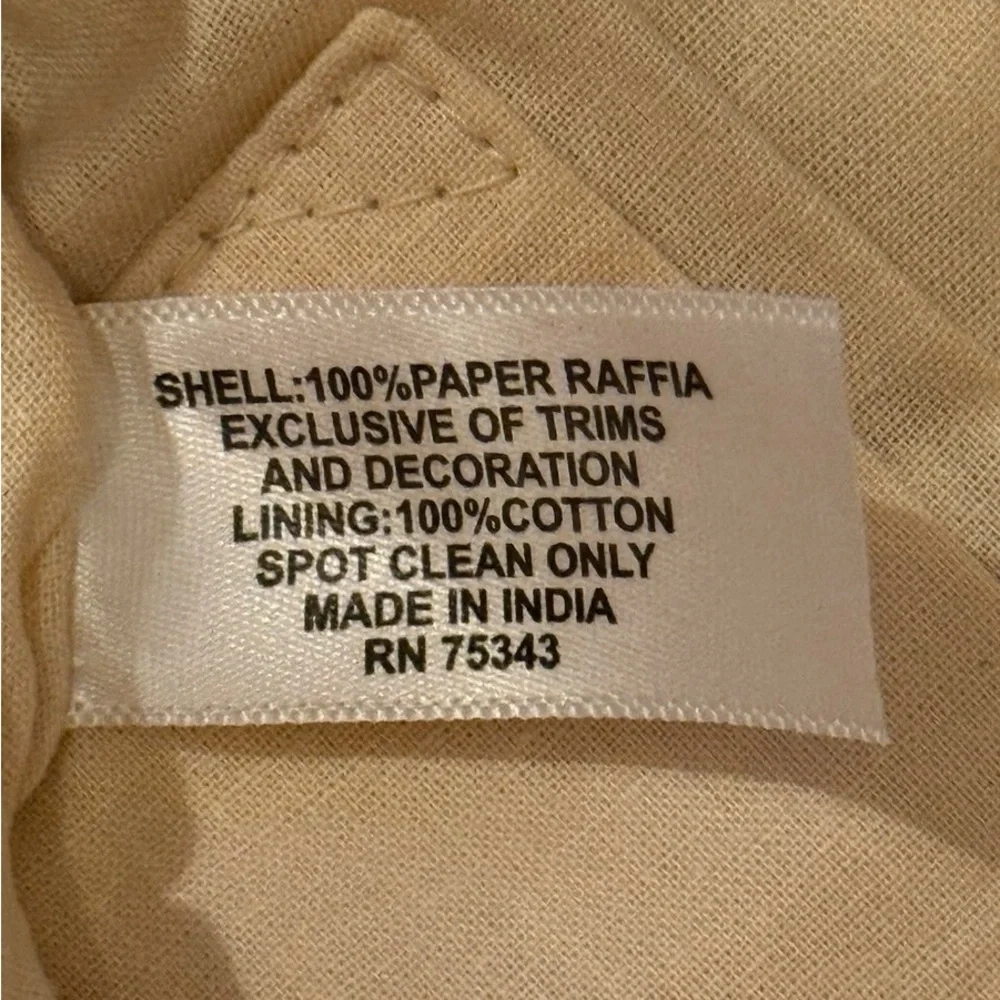 SHELL:100%PAPER RAFFIA
EXCLUSIVE OF TRIMS
AND DECORATION
LINING:100%COTTON
SPOT CLEAN ONLY
MADE IN INDIA
RN 75343